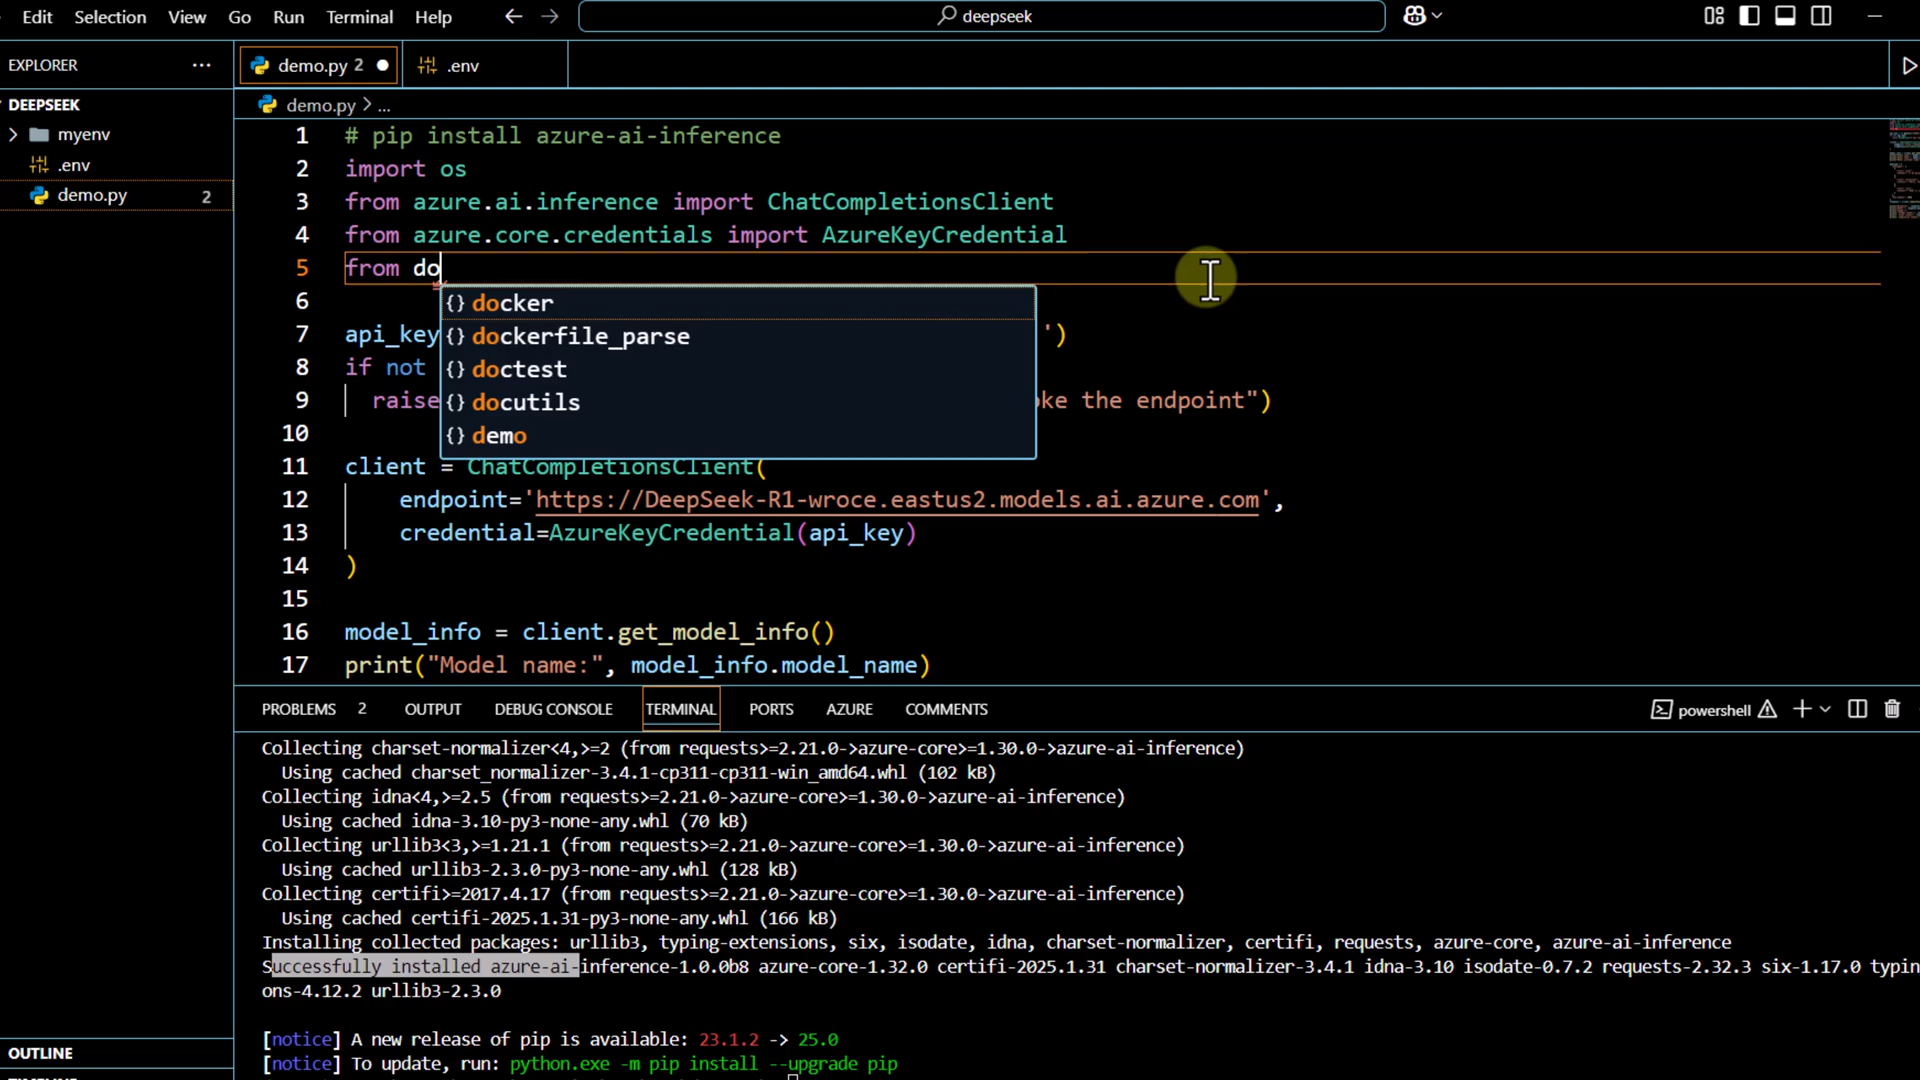 Edit Selection View Go Run Terminal Help
deepseek
EXPLORER
DEEPSEEK
myenv
.env
demo.py 2
demo.py 2
.env
demo.py > ...
1 # pip install azure-ai-inference
2 import os
3 from azure.ai.inference import ChatCompletionsClient
4 from azure.core.credentials import AzureKeyCredential
5 from do
docker
dockerfile_parse
doctest
docutils
demo
6
7 api_key ')
8 if not
9 raise ke the endpoint")
10
11 client = ChatCompletionsClient(
12 endpoint='https://DeepSeek-R1-wroce.eastus2.models.ai.azure.com',
13 credential=AzureKeyCredential(api_key)
14 )
15
16 model_info = client.get_model_info()
17 print("Model name:", model_info.model_name)
PROBLEMS 2 OUTPUT DEBUG CONSOLE TERMINAL PORTS AZURE COMMENTS
powershell
Collecting charset-normalizer<4,>=2 (from requests>=2.21.0->azure-core>=1.30.0->azure-ai-inference)
Using cached charset_normalizer-3.4.1-cp311-cp311-win_amd64.whl (102 kB)
Collecting idna<4,>=2.5 (from requests>=2.21.0->azure-core>=1.30.0->azure-ai-inference)
Using cached idna-3.10-py3-none-any.whl (70 kB)
Collecting urllib3<3,>=1.21.1 (from requests>=2.21.0->azure-core>=1.30.0->azure-ai-inference)
Using cached urllib3-2.3.0-py3-none-any.whl (128 kB)
Collecting certifi>=2017.4.17 (from requests>=2.21.0->azure-core>=1.30.0->azure-ai-inference)
Using cached certifi-2025.1.31-py3-none-any.whl (166 kB)
Installing collected packages: urllib3, typing-extensions, six, isodate, idna, charset-normalizer, certifi, requests, azure-core, azure-ai-inference
Successfully installed azure-ai-inference-1.0.0b8 azure-core-1.32.0 certifi-2025.1.31 charset-normalizer-3.4.1 idna-3.10 isodate-0.7.2 requests-2.32.3 six-1.17.0 typin
ons-4.12.2 urllib3-2.3.0
[notice] A new release of pip is available: 23.1.2 -> 25.0
[notice] To update, run: python.exe -m pip install --upgrade pip
OUTLINE